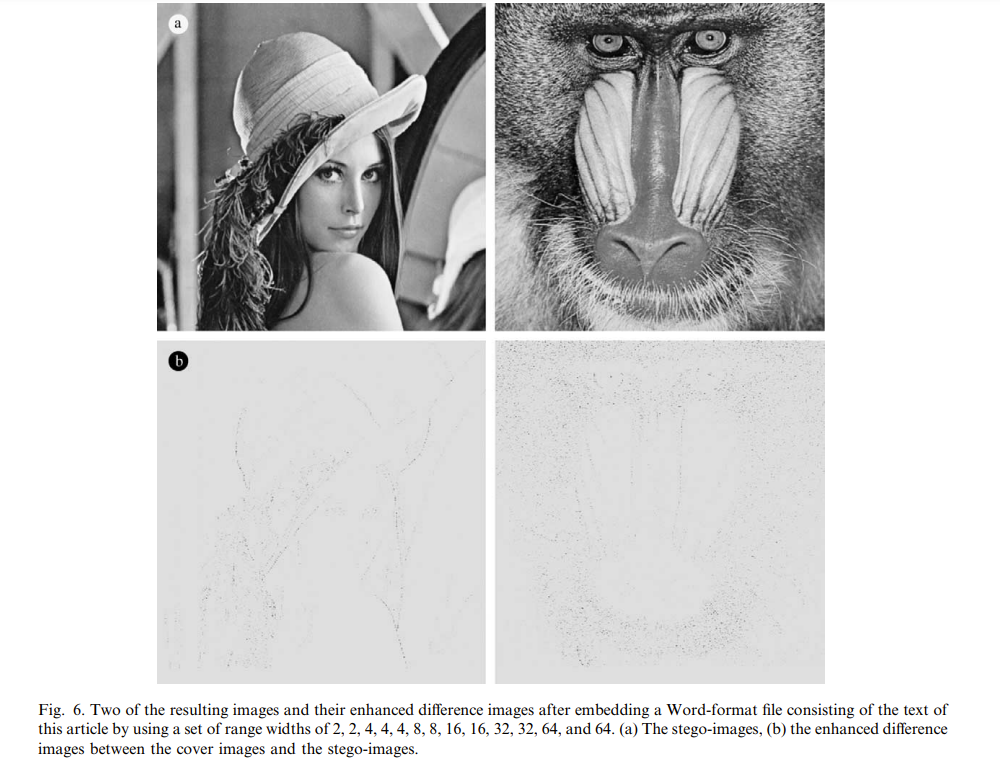 a
b
Fig. 6. Two of the resulting images and their enhanced difference images after embedding a Word-format file consisting of the text of
this article by using a set of range widths of 2, 2, 4, 4, 4, 8, 8, 16, 16, 32, 32, 64, and 64. (a) The stego-images, (b) the enhanced difference
images between the cover images and the stego-images.